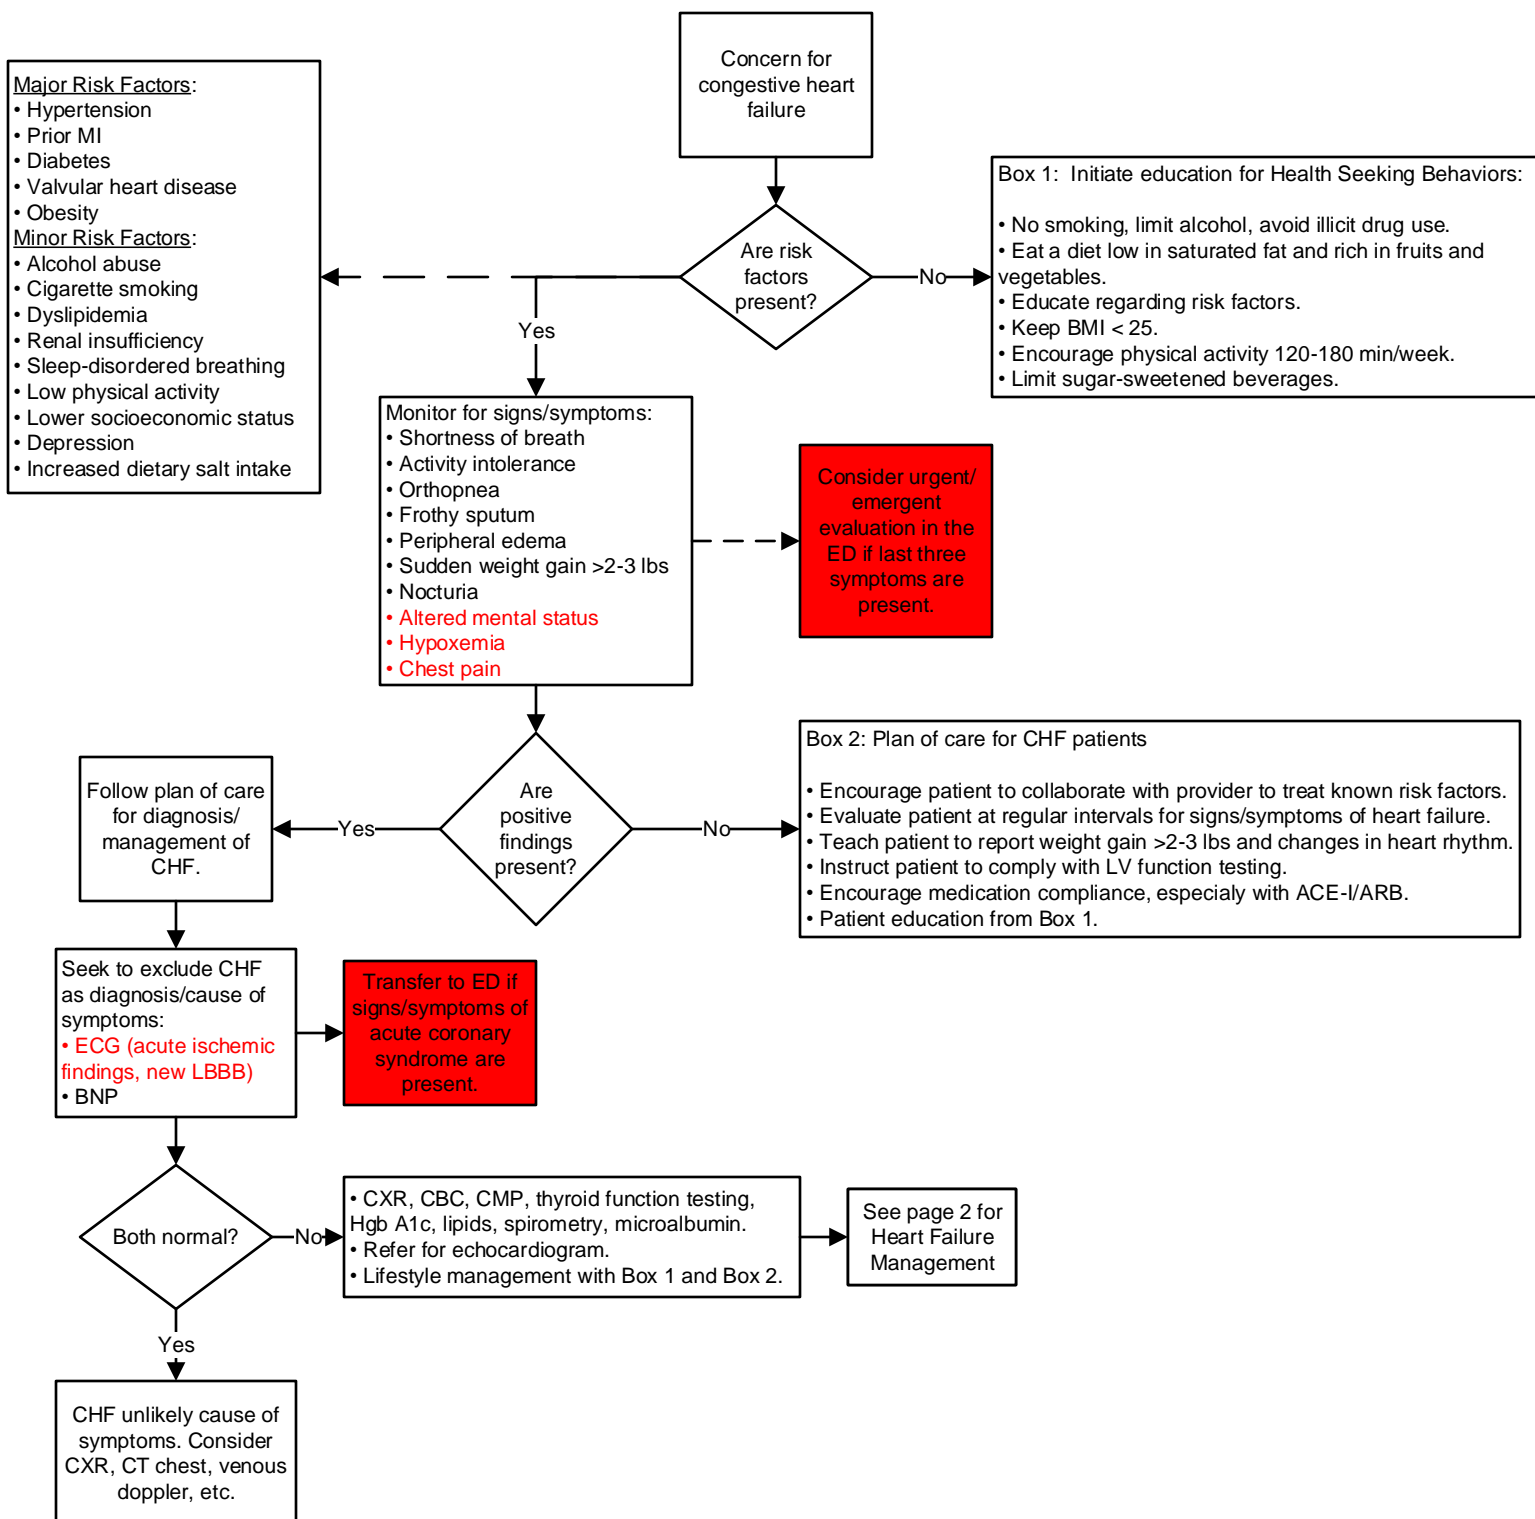 Concern for
congestive heart
failure
Major Risk Factors:
• Hypertension
• Prior MI
• Diabetes
• Valvular heart disease
• Obesity
Minor Risk Factors:
• Alcohol abuse
• Cigarette smoking
• Dyslipidemia
• Renal insufficiency
• Sleep-disordered breathing
• Low physical activity
• Lower socioeconomic status
• Depression
• Increased dietary salt intake
Are risk
factors
present?
No
Yes
Box 1:  Initiate education for Health Seeking Behaviors:
• No smoking, limit alcohol, avoid illicit drug use.
• Eat a diet low in saturated fat and rich in fruits and
vegetables.
• Educate regarding risk factors.
• Keep BMI < 25.
• Encourage physical activity 120-180 min/week.
• Limit sugar-sweetened beverages.
Monitor for signs/symptoms:
• Shortness of breath
• Activity intolerance
• Orthopnea
• Frothy sputum
• Peripheral edema
• Sudden weight gain >2-3 lbs
• Nocturia
• Altered mental status
• Hypoxemia
• Chest pain
Consider urgent/
emergent
evaluation in the
ED if last three
symptoms are
present.
Are
positive
findings
present?
Yes
No
Follow plan of care
for diagnosis/
management of
CHF.
Box 2: Plan of care for CHF patients
• Encourage patient to collaborate with provider to treat known risk factors.
• Evaluate patient at regular intervals for signs/symptoms of heart failure.
• Teach patient to report weight gain >2-3 lbs and changes in heart rhythm.
• Instruct patient to comply with LV function testing.
• Encourage medication compliance, especialy with ACE-I/ARB.
• Patient education from Box 1.
Seek to exclude CHF
as diagnosis/cause of
symptoms:
• ECG (acute ischemic
findings, new LBBB)
• BNP
Transfer to ED if
signs/symptoms of
acute coronary
syndrome are
present.
Both normal?
No
Yes
• CXR, CBC, CMP, thyroid function testing,
Hgb A1c, lipids, spirometry, microalbumin.
• Refer for echocardiogram.
• Lifestyle management with Box 1 and Box 2.
See page 2 for
Heart Failure
Management
CHF unlikely cause of
symptoms. Consider
CXR, CT chest, venous
doppler, etc.